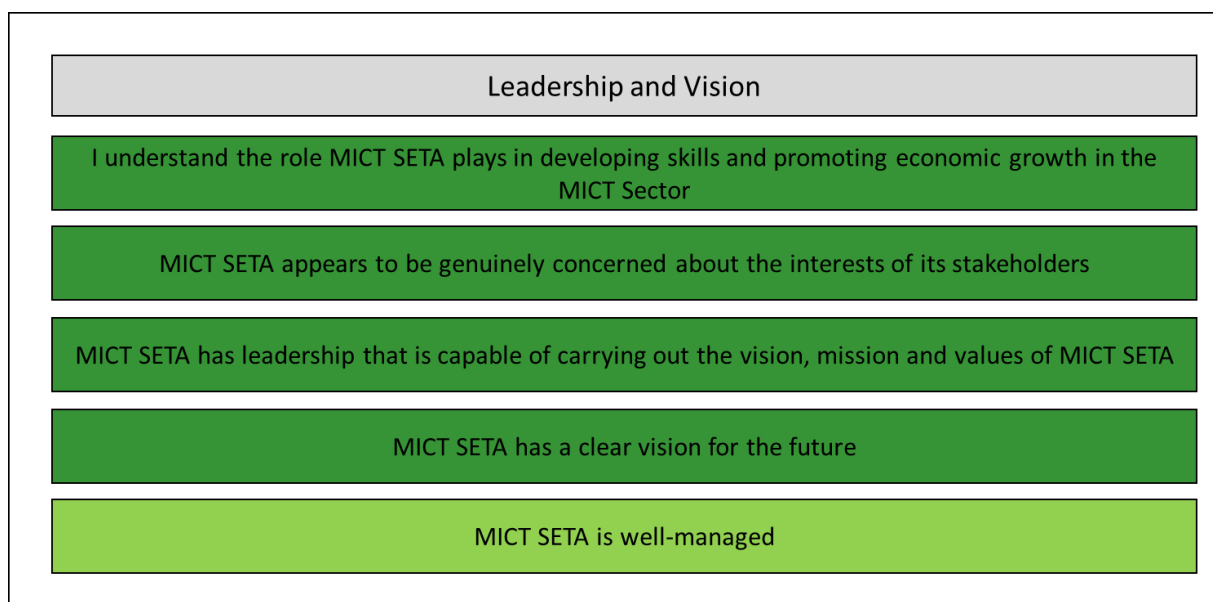 Leadership and Vision
I understand the role MICT SETA plays in developing skills and promoting economic growth in the
MICT Sector
MICT SETA appears to be genuinely concerned about the interests of its stakeholders
MICT SETA has leadership that is capable of carrying out the vision, mission and values of MICT SETA
MICT SETA has a clear vision for the future
MICT SETA is well-managed